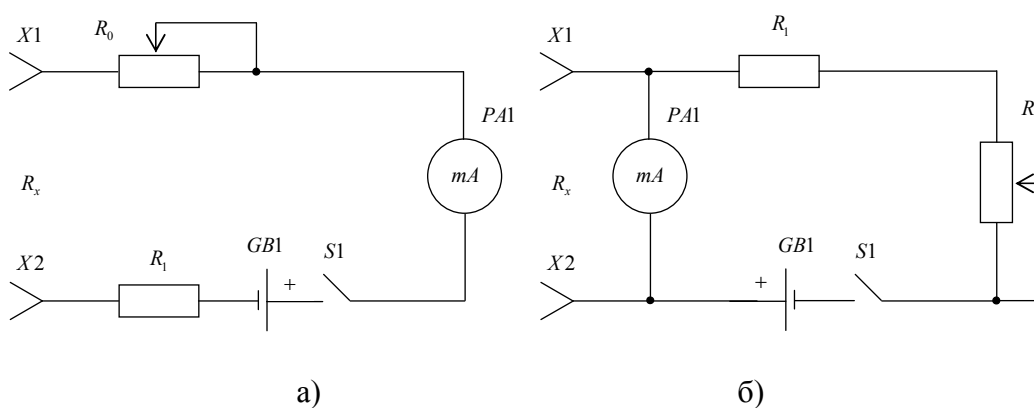 X1
R₀
PA1
mA
Rₓ
X2
R₁
GB1
+
S1
а)
X1
R₁
R
PA1
mA
Rₓ
X2
GB1
+
S1
б)